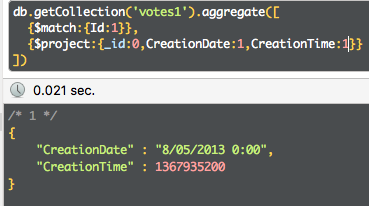 db.getCollection('votes1').aggregate([
{$match:{Id:1}},
{$project:{_id:0,CreationDate:1,CreationTime:1}}
])
0.021 sec.
/* 1 */
{
"CreationDate" : "8/05/2013 0:00",
"CreationTime" : 1367935200
}